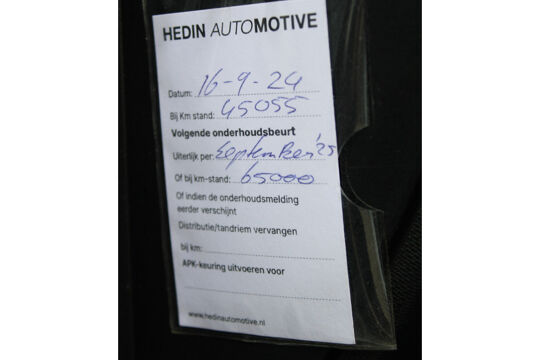 HEDIN AUTOMOTIVE
Datum: 16-9-24
Bij Km stand: 45055
Volgende onderhoudsbeurt
Uiterlijk per: September '25
Of bij km-stand: 65000
Of indien de onderhoudsmelding
eerder verschijnt
Distributie/tandriem vervangen
bij km:
APK-keuring uitvoeren voor
www.hedinautomotive.nl